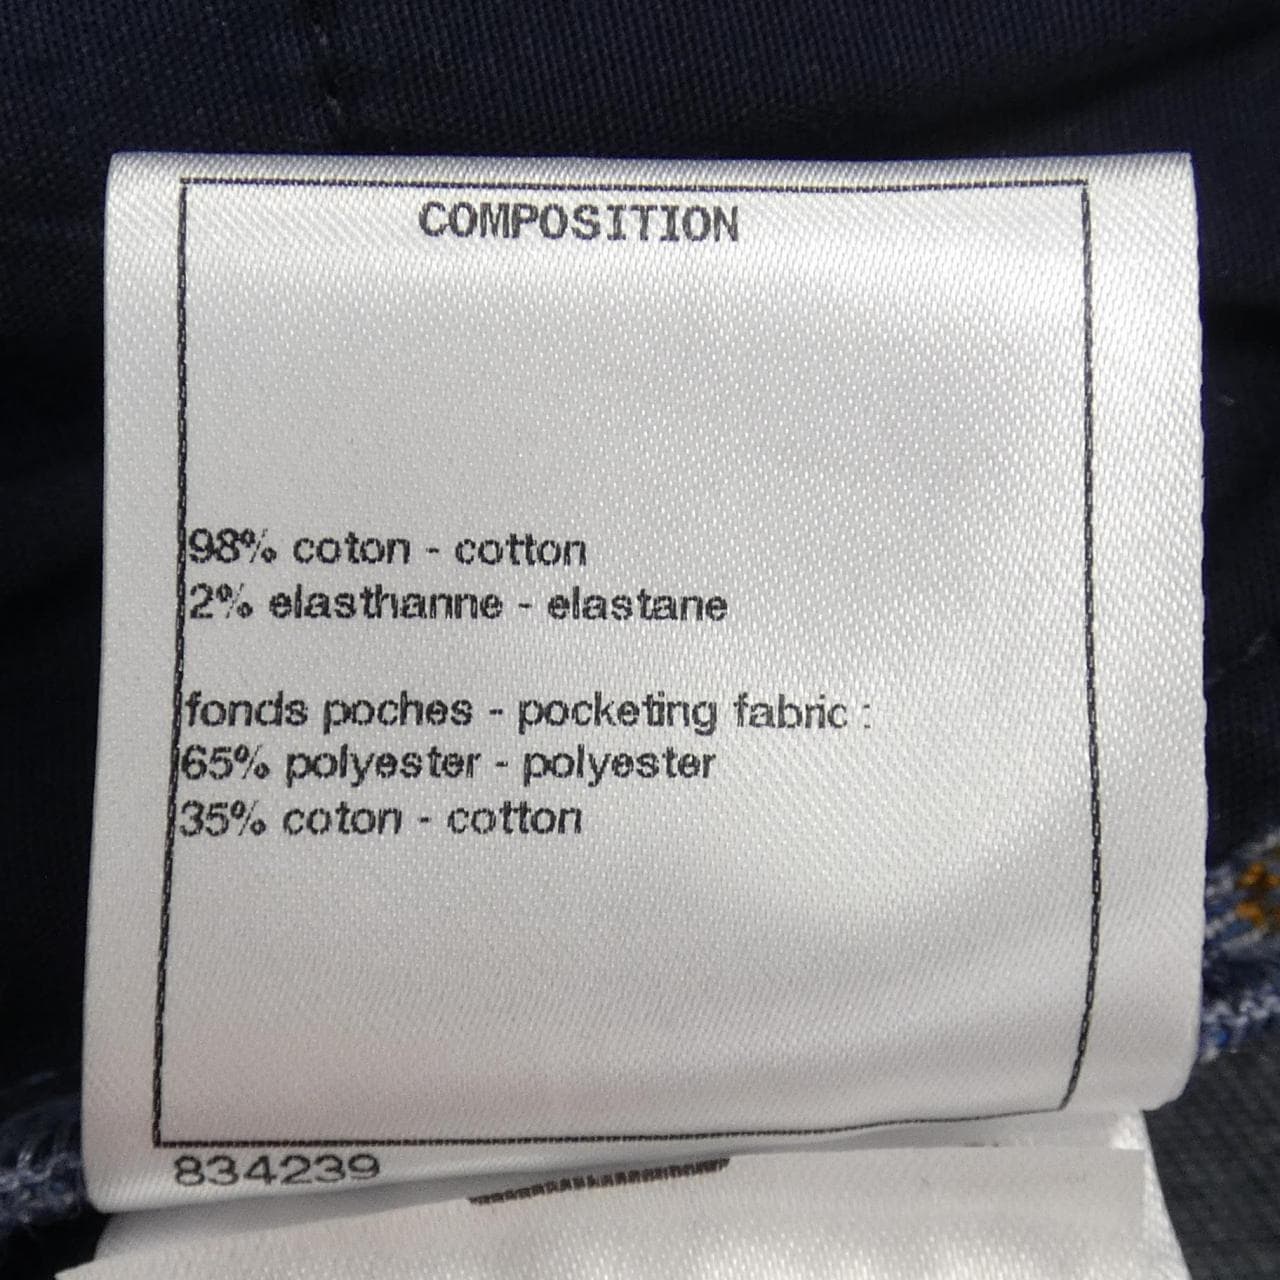 COMPOSITION
98% coton - cotton
2% elasthanne - elastane
fonds poches - pocketing fabric :
65% polyester - polyester
35% coton - cotton
834239